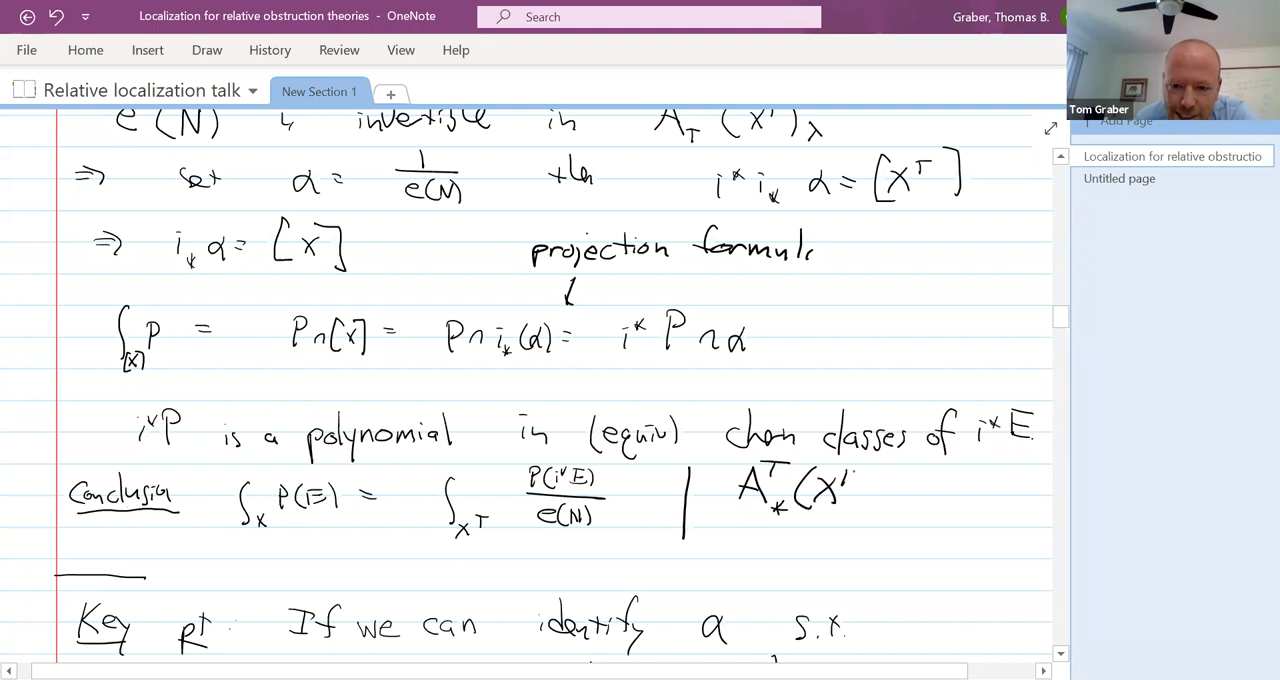 Localization for relative obstruction theories - OneNote
Search
Graber, Thomas B.
File Home Insert Draw History Review View Help
Relative localization talk
New Section 1
Tom Graber
Add Page
Localization for relative obstructio
Untitled page
e(N) is invertible in A_T(X^T)_λ
⇒ set α = 1/e(N) then i^* i_* α = [X^T]
⇒ i_* α = [X] projection formula
↓
∫_[X] P = P∩[X] = P∩i_*(α) = i^* P∩α
i^*P is a polynomial in (equiv) chern classes of i^*E.
Conclusion ∫_X P(E) = ∫_{X^T} P(i^*E)/e(N) | A_*^T(X^T
Key Pt: If we can identify α s.t.